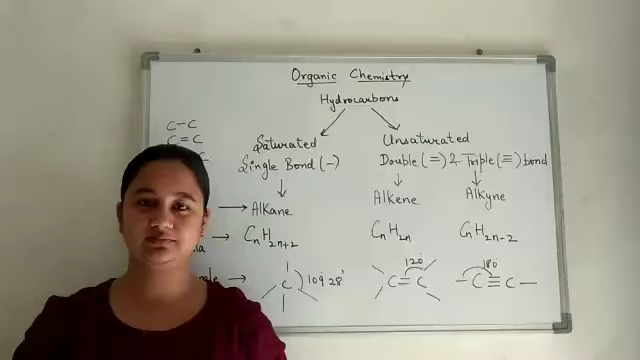 Organic Chemistry
Hydrocarbons
C-C
C=C
C
Saturated
Single Bond (-)
Unsaturated
Double (=) & Triple (≡) bond
→ Alkane
Alkene
Alkyne
→ CnHn+2
CnH2n
CnH2n-2
→ C 109° 28'
C=C 120°
-C≡C- 180°